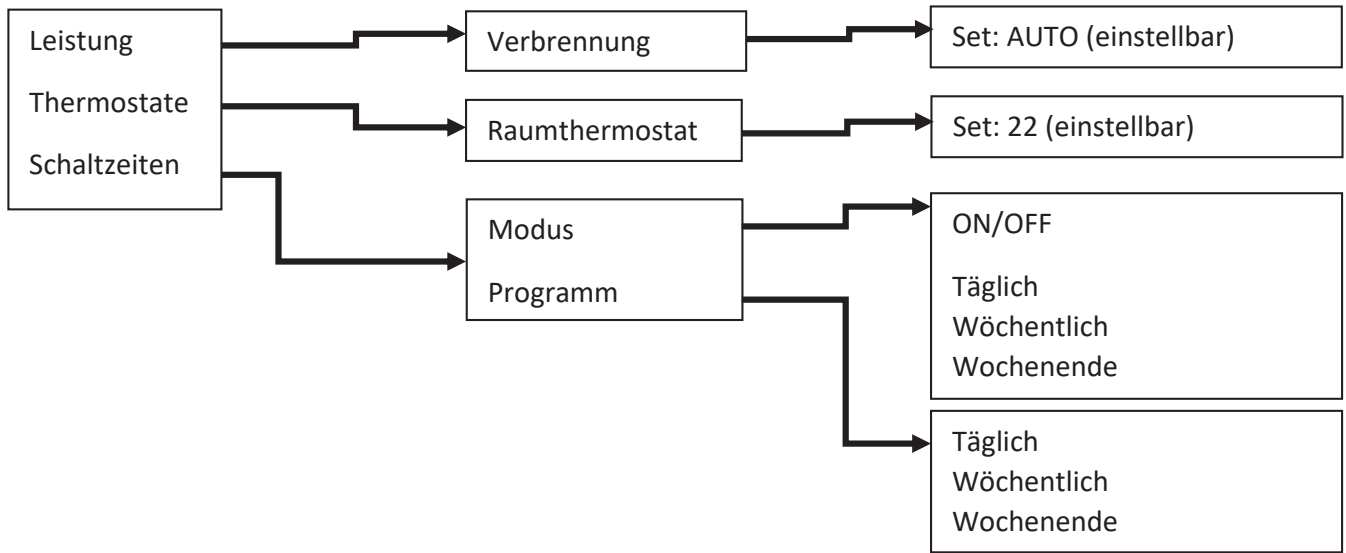 Leistung
Thermostate
Schaltzeiten
Verbrennung
Raumthermostat
Modus
Programm
Set: AUTO (einstellbar)
Set: 22 (einstellbar)
ON/OFF
Täglich
Wöchentlich
Wochenende
Täglich
Wöchentlich
Wochenende